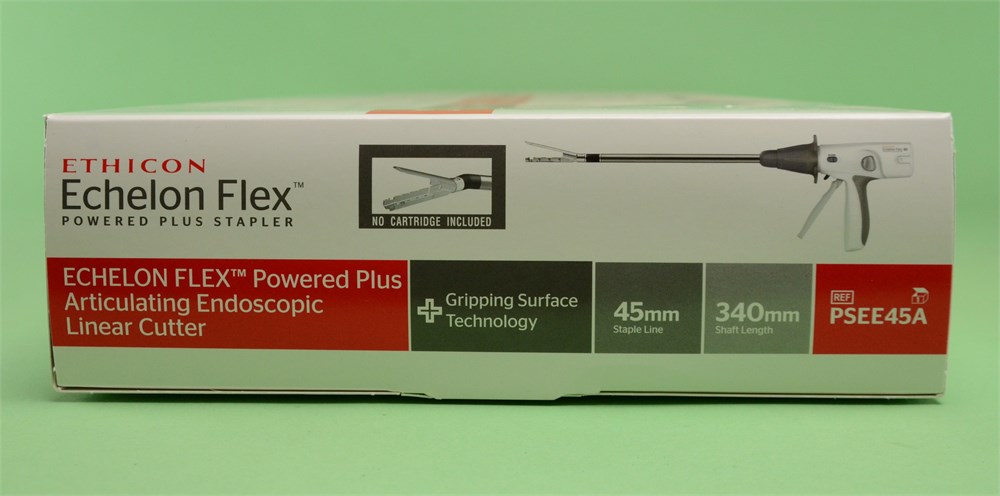 ETHICON
Echelon Flex™
POWERED PLUS STAPLER
NO CARTRIDGE INCLUDED
ECHELON FLEX™ Powered Plus
Articulating Endoscopic
Linear Cutter
Gripping Surface
Technology
45mm
Staple Line
340mm
Shaft Length
REF
PSEE45A